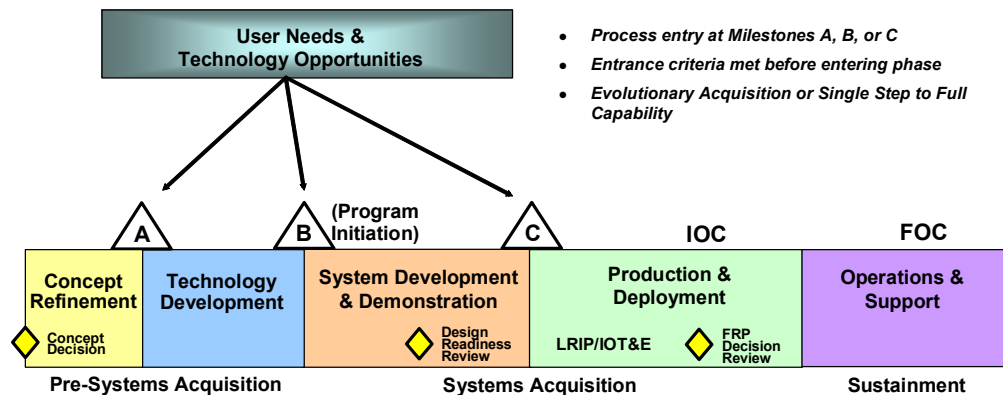 User Needs &
Technology Opportunities
• Process entry at Milestones A, B, or C
• Entrance criteria met before entering phase
• Evolutionary Acquisition or Single Step to Full
Capability
A
B
(Program
Initiation)
C
IOC
FOC
Concept
Refinement
Technology
Development
System Development
& Demonstration
Production &
Deployment
Operations &
Support
Concept
Decision
Design
Readiness
Review
LRIP/IOT&E
FRP
Decision
Review
Pre-Systems Acquisition
Systems Acquisition
Sustainment